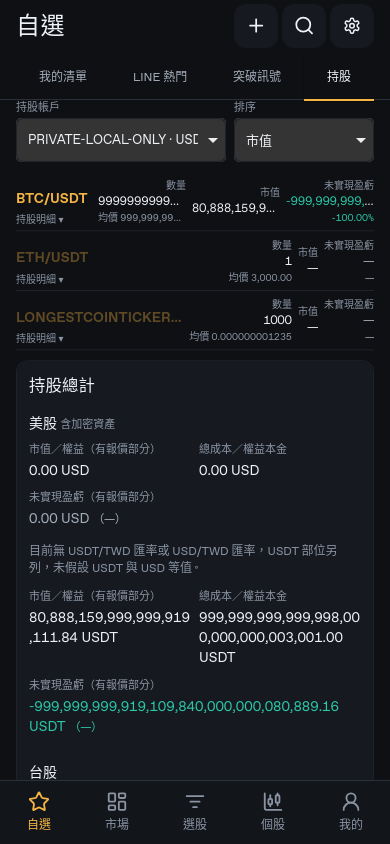 自選
我的清單 LINE 熱門 突破訊號 持股
持股帳戶 排序
PRIVATE-LOCAL-ONLY · USD 市值
BTC/USDT 數量 市值 未實現盈虧
9999999999... 80,888,159,9... -999,999,999,...
持股明細 ▾ 均價 999,999,99... -100.00%
ETH/USDT 數量 市值 未實現盈虧
1 — —
持股明細 ▾ 均價 3,000.00 —
LONGESTCOINTICKER... 數量 市值 未實現盈虧
1000 — —
持股明細 ▾ 均價 0.000000001235 —
持股總計
美股 含加密資產
市值／權益（有報價部分） 總成本／權益本金
0.00 USD 0.00 USD
未實現盈虧（有報價部分）
0.00 USD （—）
目前無 USDT/TWD 匯率或 USD/TWD 匯率，USDT 部位另
列，未假設 USDT 與 USD 等值。
市值／權益（有報價部分） 總成本／權益本金
80,888,159,999,999,919 999,999,999,999,998,00
,111.84 USDT 0,000,000,003,001.00
USDT
未實現盈虧（有報價部分）
-999,999,999,919,109,840,000,000,080,889.16
USDT （—）
台股
自選 市場 選股 個股 我的